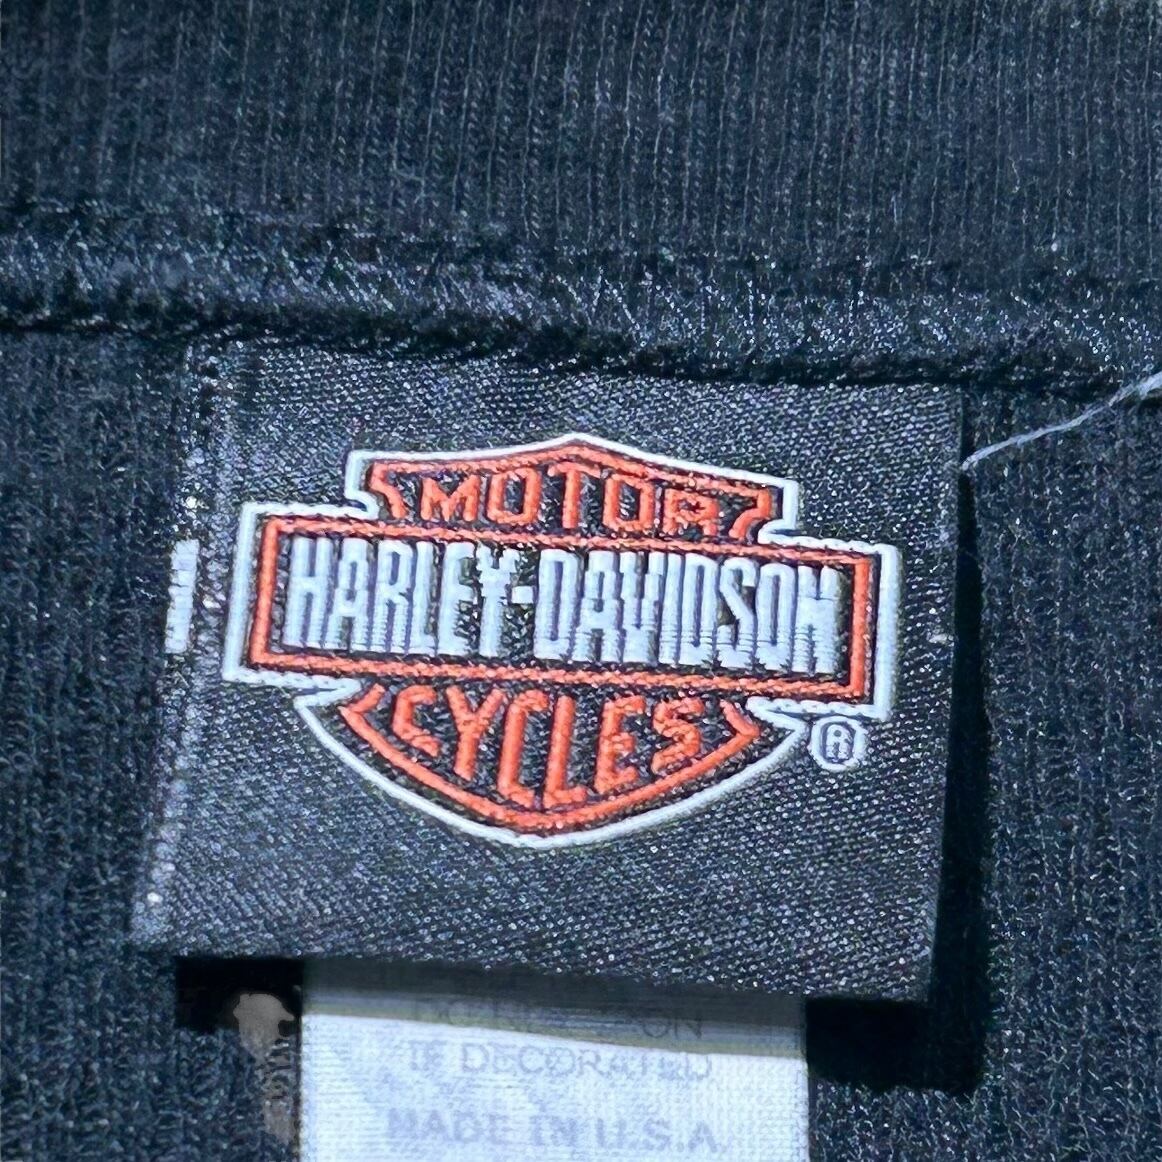 MOTOR
HARLEY-DAVIDSON
CYCLES
®
IF DECORATED
MADE IN U.S.A.